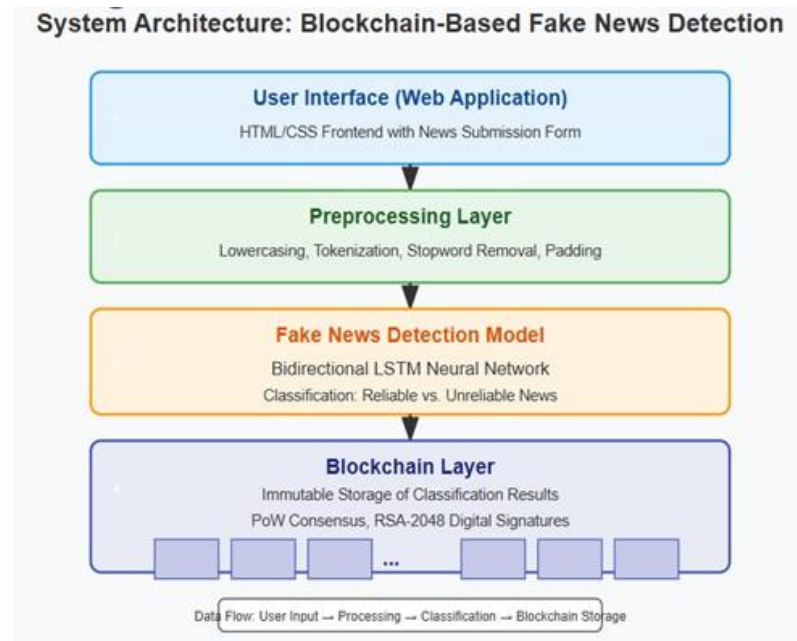 System Architecture: Blockchain-Based Fake News Detection
User Interface (Web Application)
HTML/CSS Frontend with News Submission Form
Preprocessing Layer
Lowercasing, Tokenization, Stopword Removal, Padding
Fake News Detection Model
Bidirectional LSTM Neural Network
Classification: Reliable vs. Unreliable News
Blockchain Layer
Immutable Storage of Classification Results
PoW Consensus, RSA-2048 Digital Signatures
...
Data Flow: User Input → Processing → Classification → Blockchain Storage